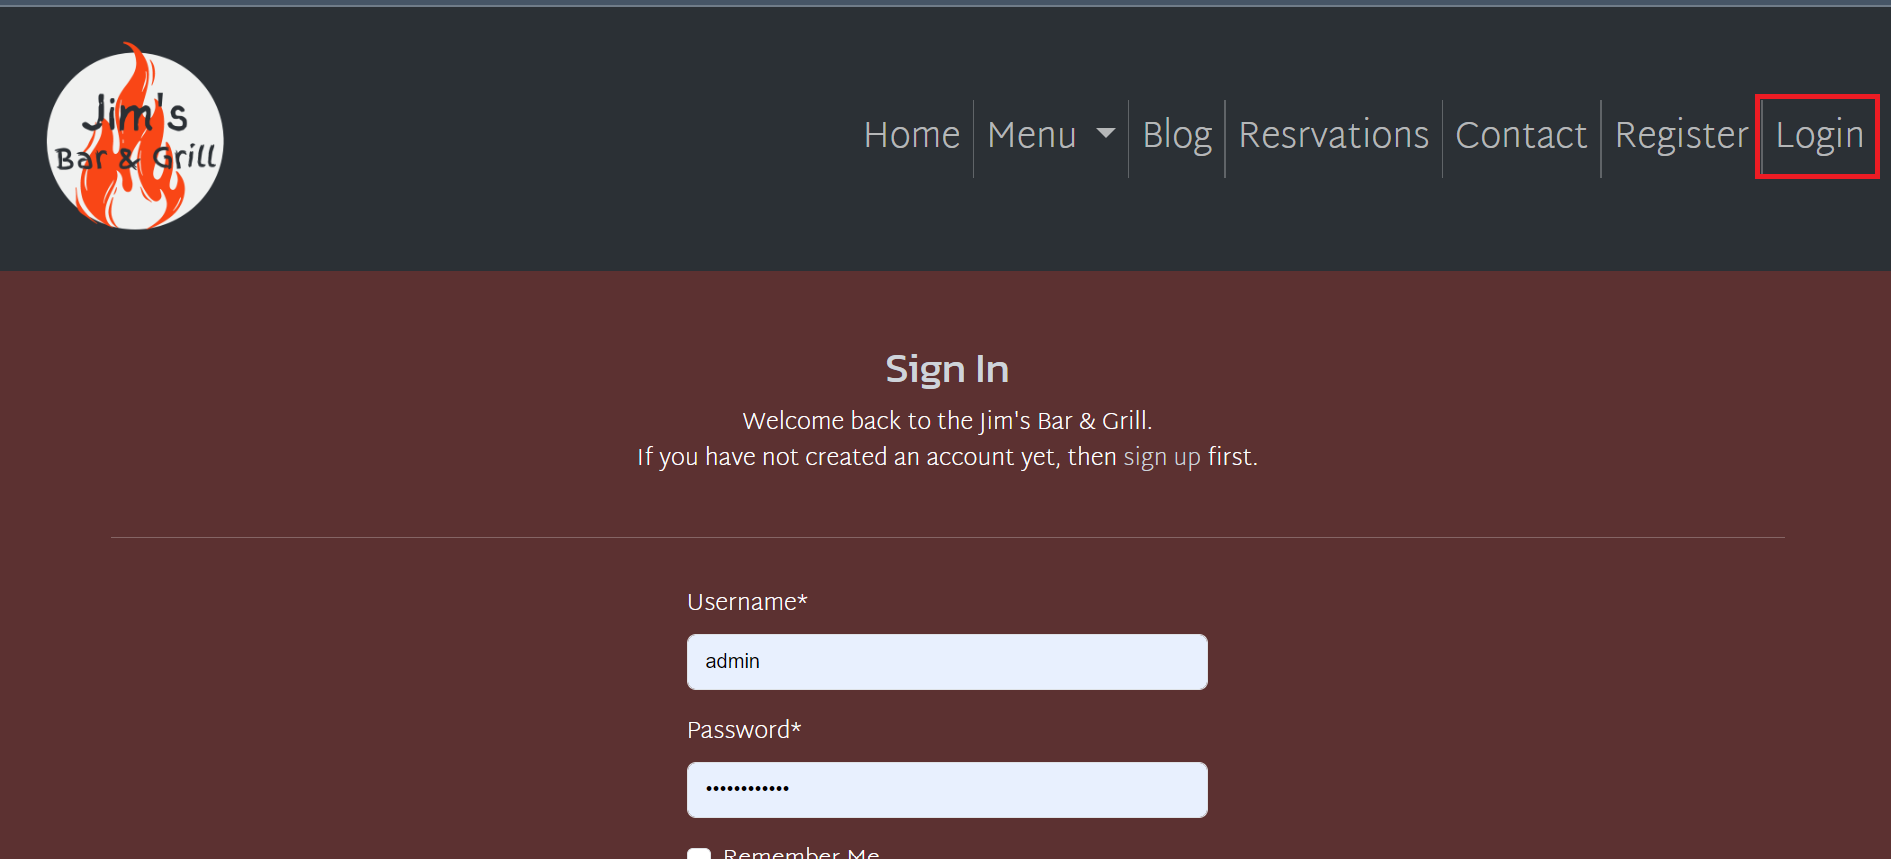 Jim's
Bar & Grill
Home Menu Blog Resrvations Contact Register Login
Sign In
Welcome back to the Jim's Bar & Grill.
If you have not created an account yet, then sign up first.
Username*
admin
Password*
••••••••••••
Remember Me